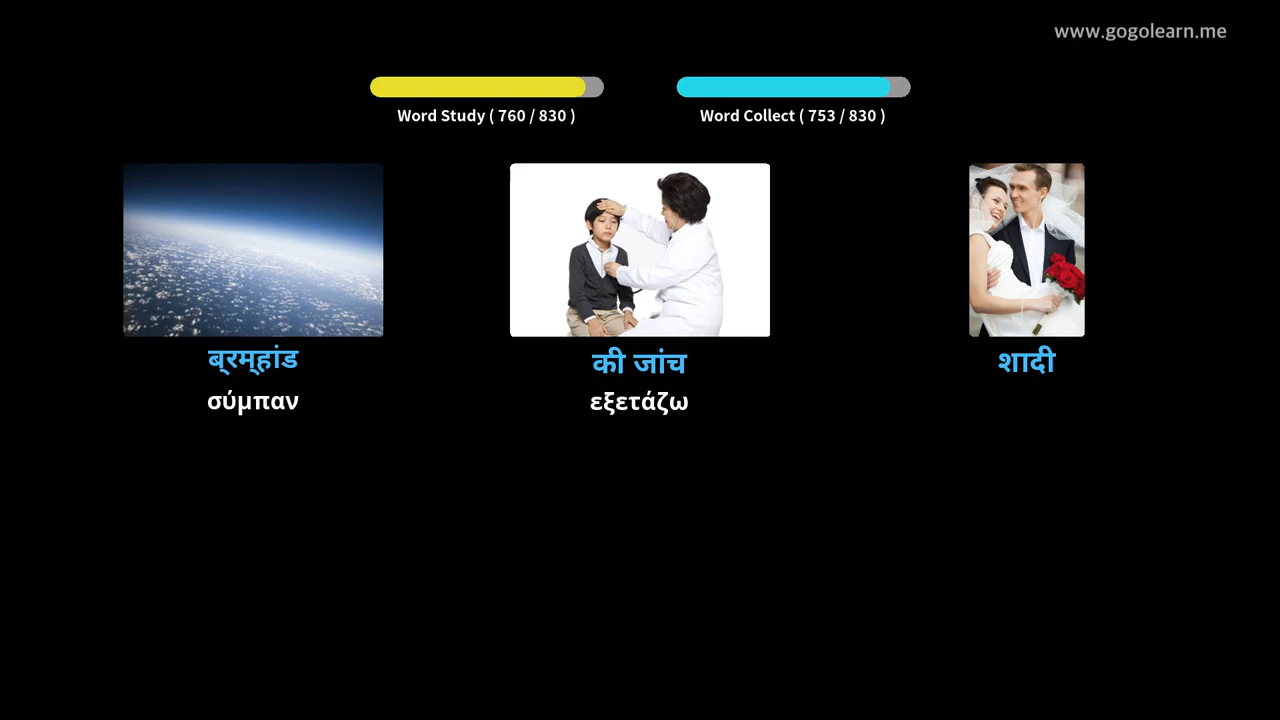 www.gogolearn.me
Word Study ( 760 / 830 )
Word Collect ( 753 / 830 )
ब्रम्हांड
की जांच
शादी
σύμπαν
εξετάζω